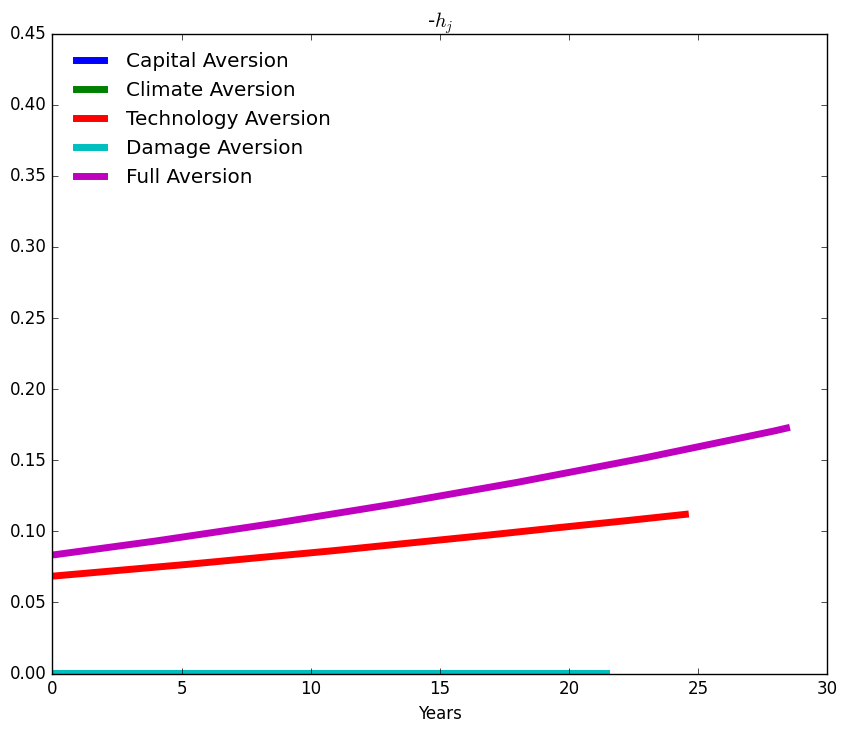 -h_j
0.45
0.40
0.35
0.30
0.25
0.20
0.15
0.10
0.05
0.00
Capital Aversion
Climate Aversion
Technology Aversion
Damage Aversion
Full Aversion
0 5 10 15 20 25 30
Years